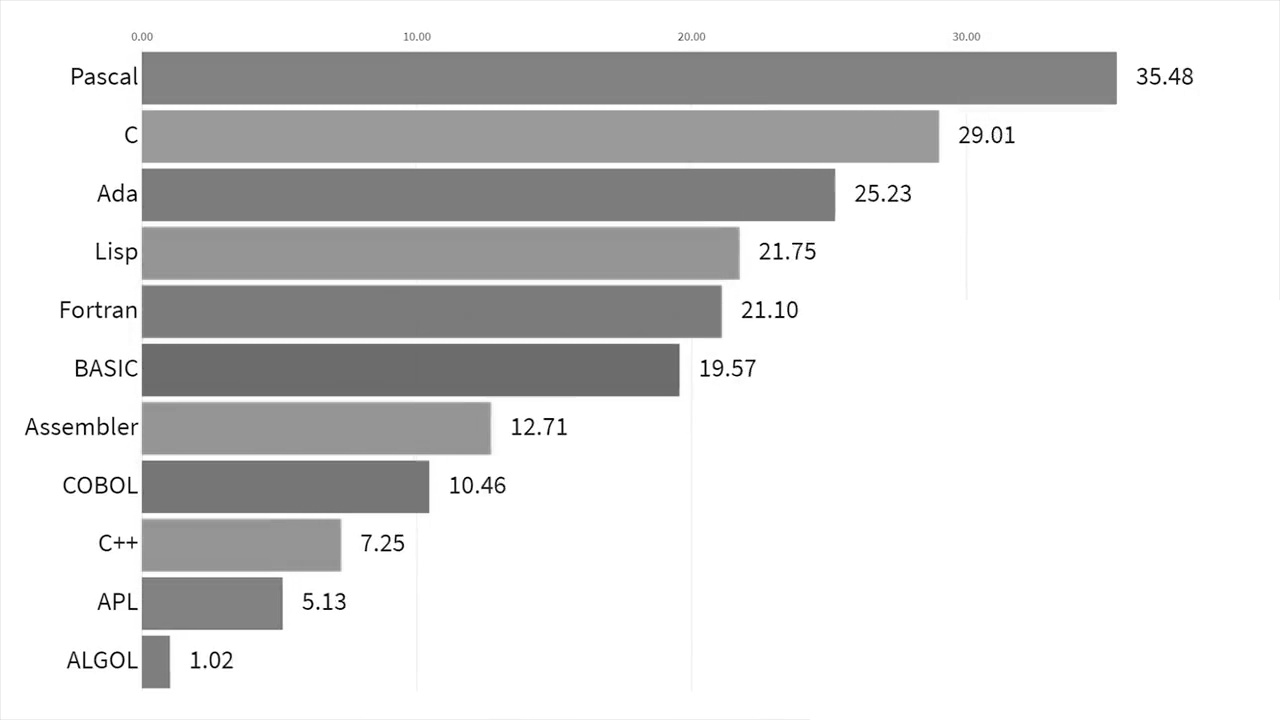 0.00 10.00 20.00 30.00
Pascal 35.48
C 29.01
Ada 25.23
Lisp 21.75
Fortran 21.10
BASIC 19.57
Assembler 12.71
COBOL 10.46
C++ 7.25
APL 5.13
ALGOL 1.02